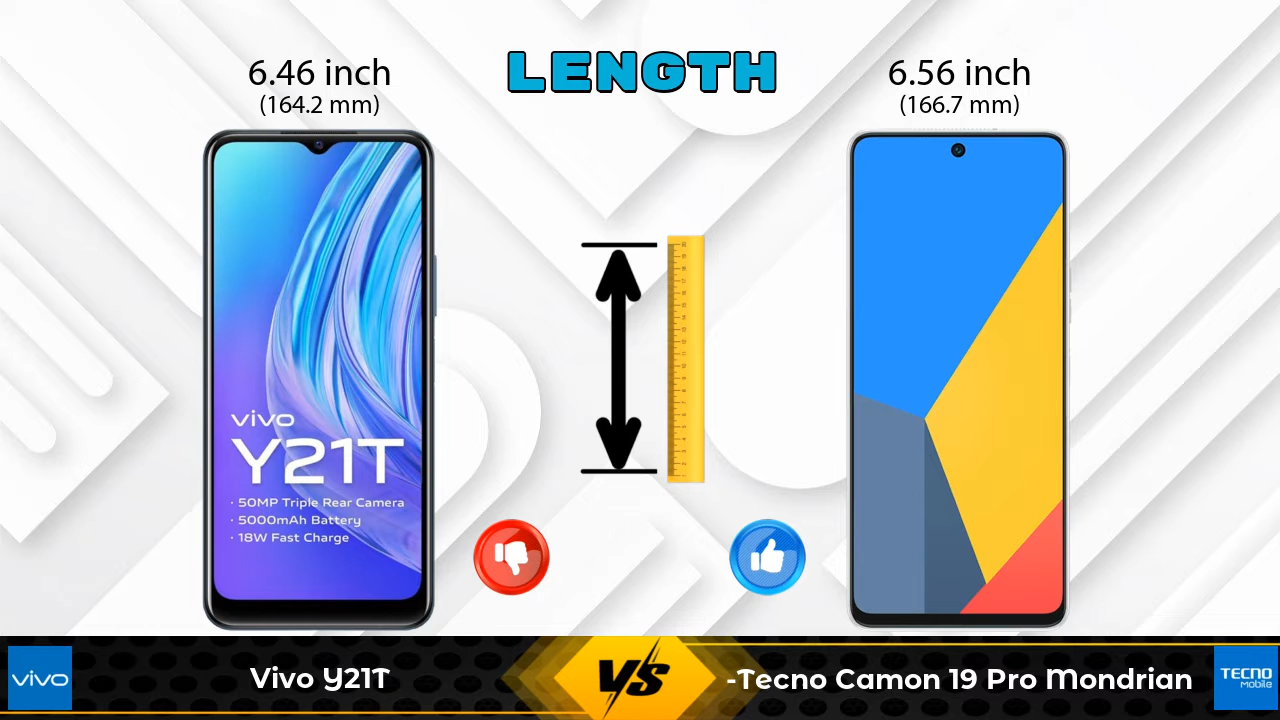 LENGTH
6.46 inch
(164.2 mm)
6.56 inch
(166.7 mm)
vivo
Y21T
· 50MP Triple Rear Camera
· 5000mAh Battery
· 18W Fast Charge
vivo
Vivo Y21T
VS
-Tecno Camon 19 Pro Mondrian
TECNO
mobile